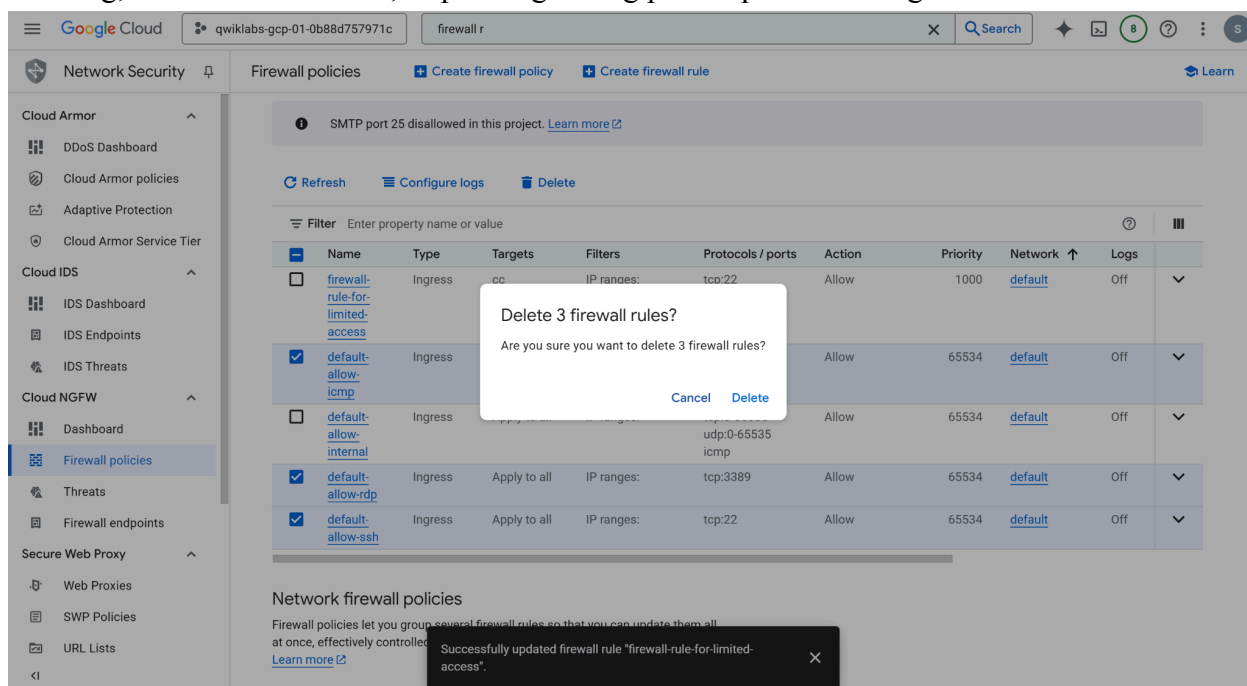 Google Cloud qwiklabs-gcp-01-0b88d757971c firewall r Search 8 S
Network Security Firewall policies Create firewall policy Create firewall rule Learn
Cloud Armor
DDoS Dashboard
Cloud Armor policies
Adaptive Protection
Cloud Armor Service Tier
Cloud IDS
IDS Dashboard
IDS Endpoints
IDS Threats
Cloud NGFW
Dashboard
Firewall policies
Threats
Firewall endpoints
Secure Web Proxy
Web Proxies
SWP Policies
URL Lists
SMTP port 25 disallowed in this project. Learn more
Refresh Configure logs Delete
Filter Enter property name or value
Name Type Targets Filters Protocols / ports Action Priority Network Logs
firewall- Ingress cc IP ranges: tcp:22 Allow 1000 default Off
rule-for-
limited-
access
default- Ingress Allow 65534 default Off
allow-
icmp
default- Ingress Allow 65534 default Off
allow- udp:0-65535
internal icmp
default- Ingress Apply to all IP ranges: tcp:3389 Allow 65534 default Off
allow-rdp
default- Ingress Apply to all IP ranges: tcp:22 Allow 65534 default Off
allow-ssh
Delete 3 firewall rules?
Are you sure you want to delete 3 firewall rules?
Cancel Delete
Network firewall policies
Firewall policies let you group several firewall rules so that you can update them all
at once, effectively controlled
Learn more
Successfully updated firewall rule "firewall-rule-for-limited-
access".